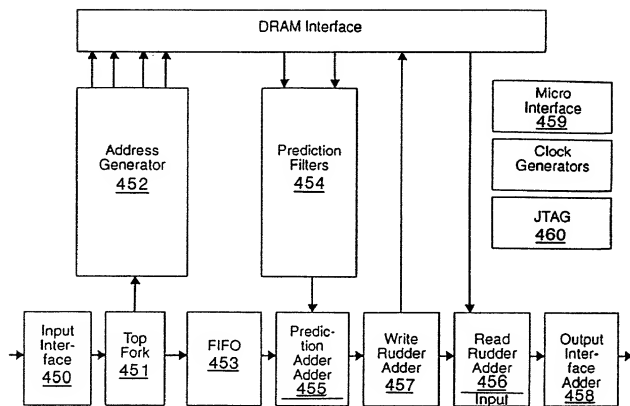 DRAM Interface
Address
Generator
452
Prediction
Filters
454
Micro
Interface
459
Clock
Generators
JTAG
460
Input
Inter-
face
450
Top
Fork
451
FIFO
453
Predic-
tion
Adder
Adder
455
Write
Rudder
Adder
457
Read
Rudder
Adder
456
Input
Output
Inter-
face
Adder
458